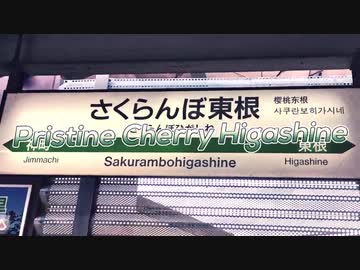 さくらんぼ東根
樱桃东根
사쿠란보히가시네
Pristine Cherry Higashine
Jimmachi
Sakurambohigashine
東根
Higashine